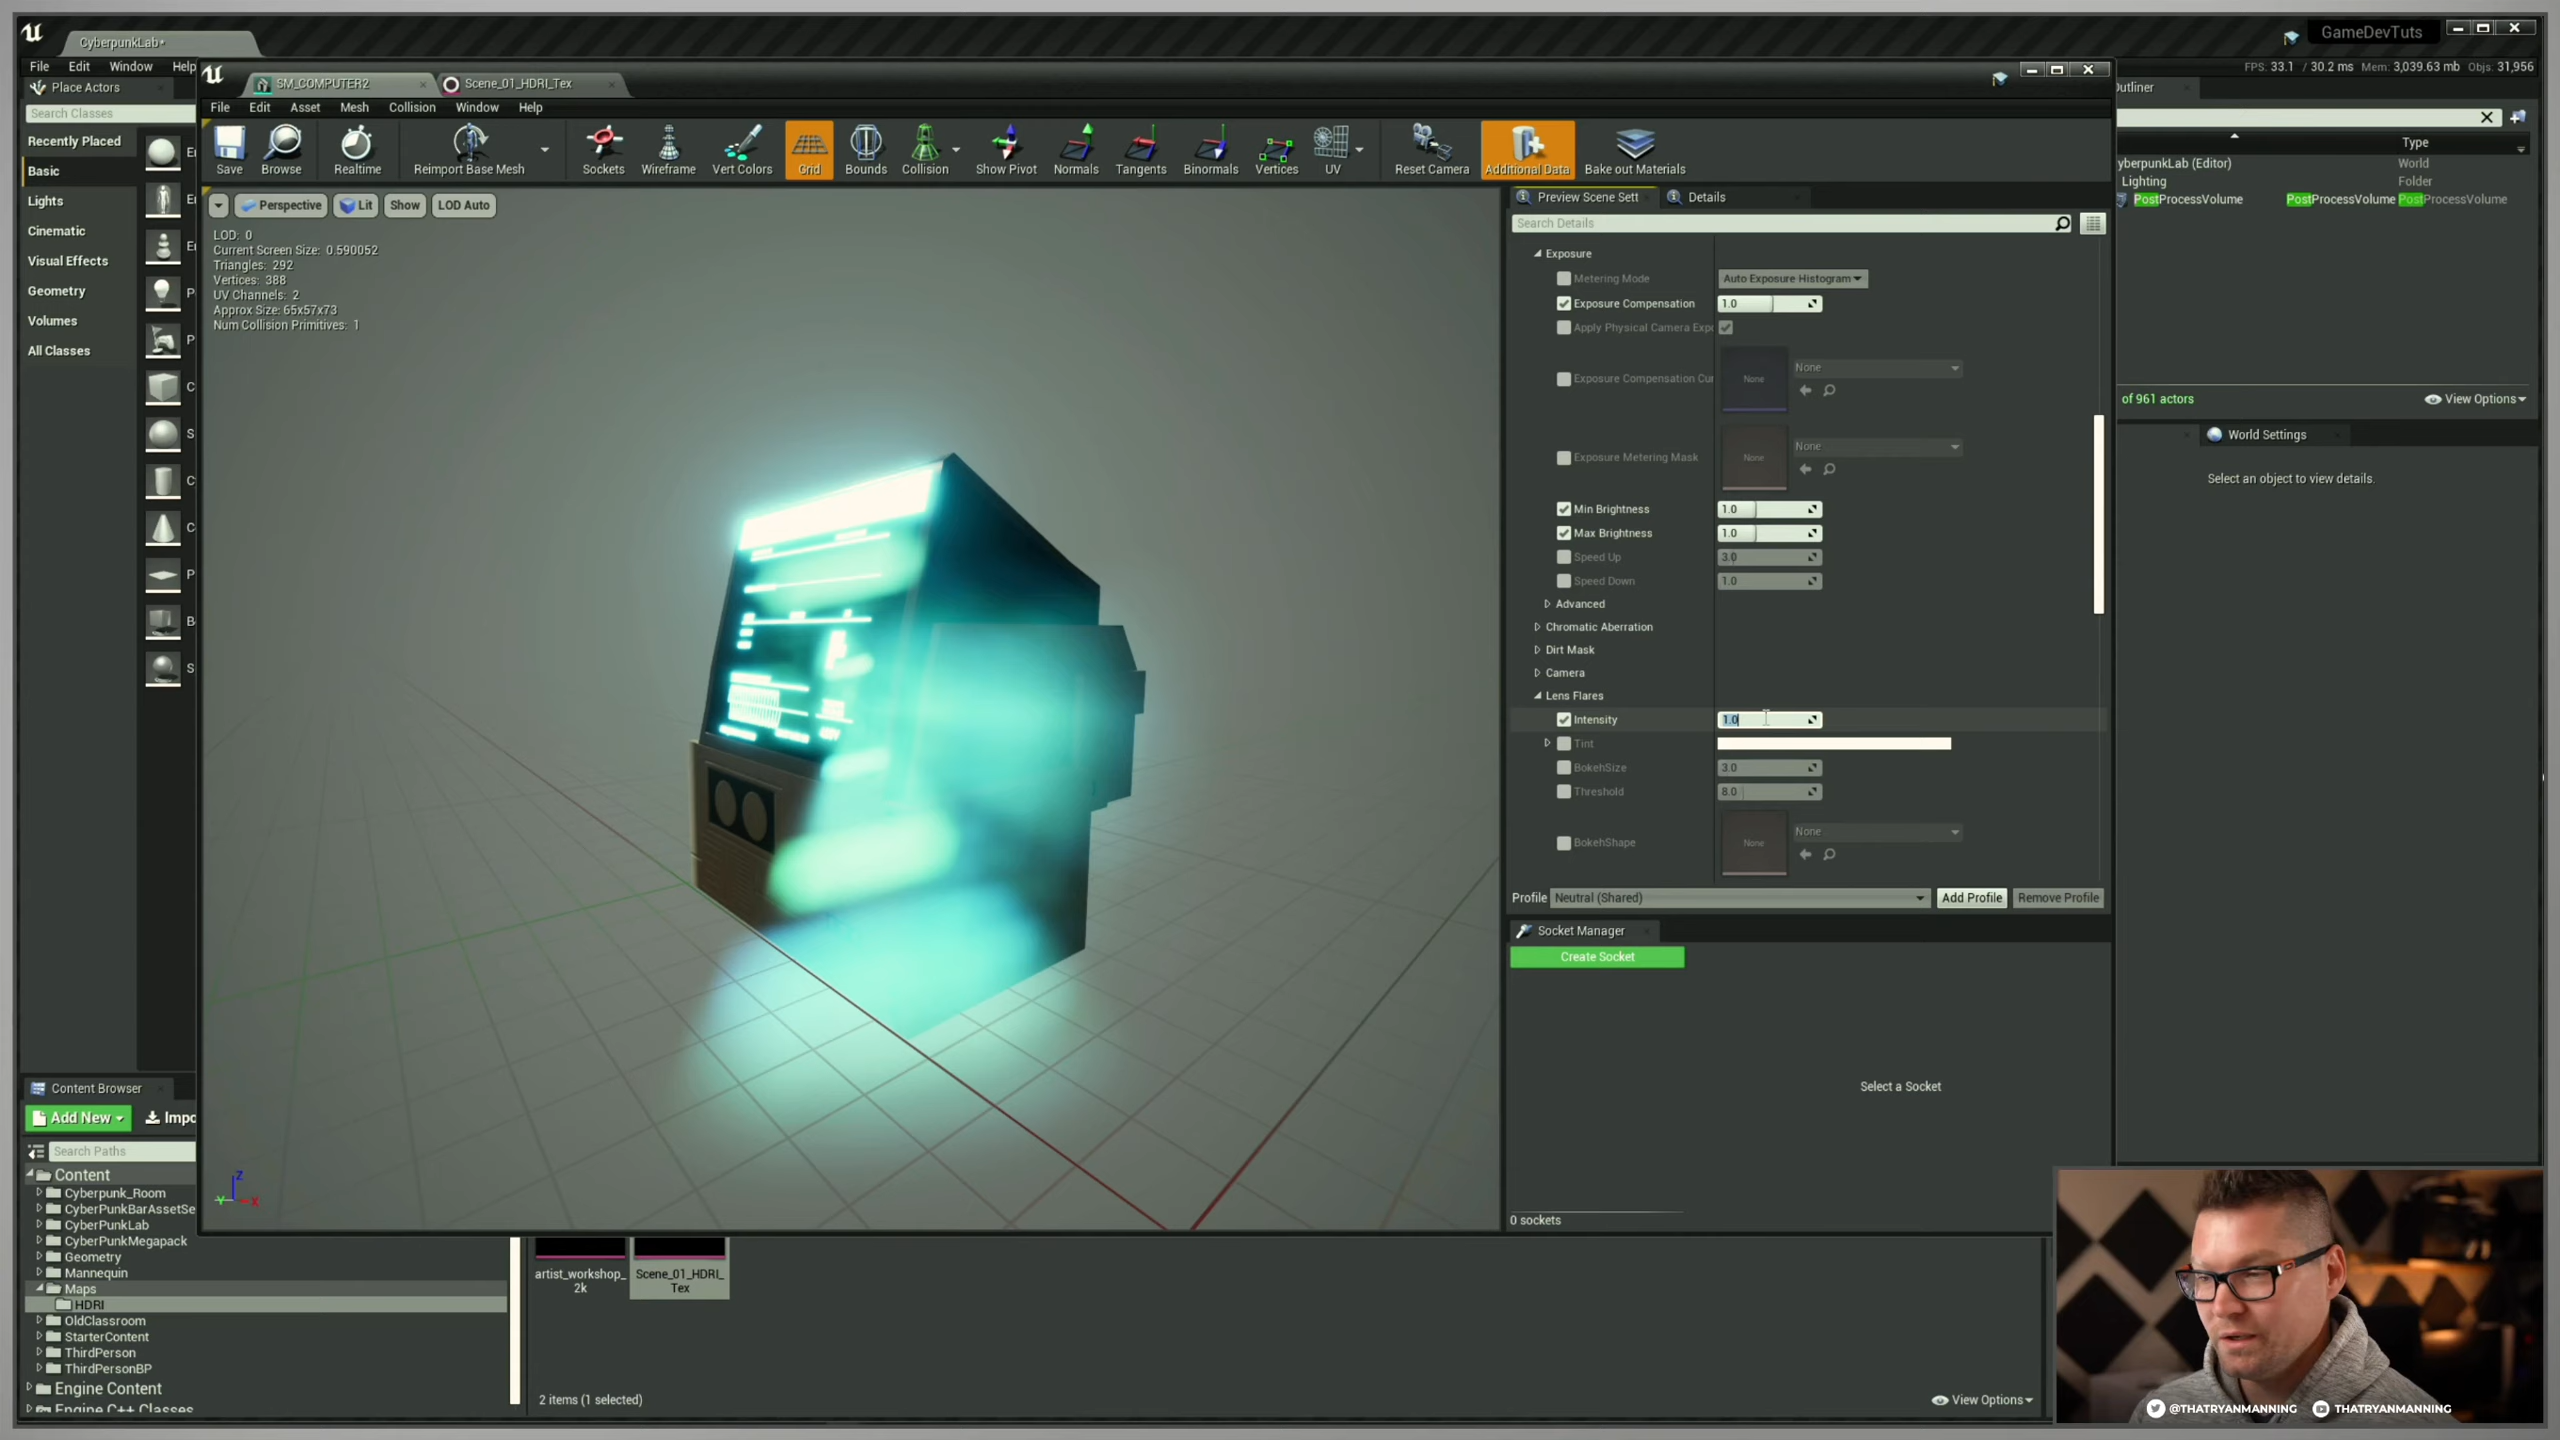 CyberpunkLab*
GameDevTuts
File Edit Window Help
FPS: 33.1 / 30.2 ms Mem: 3,039.63 mb Objs: 31,956
Place Actors
Search Classes
Recently Placed
Basic
Lights
Cinematic
Visual Effects
Geometry
Volumes
All Classes
SM_COMPUTER2
Scene_01_HDRI_Tex
File Edit Asset Mesh Collision Window Help
Save Browse Realtime Reimport Base Mesh Sockets Wireframe Vert Colors Grid Bounds Collision Show Pivot Normals Tangents Binormals Vertices UV Reset Camera Additional Data Bake out Materials
Perspective Lit Show LOD Auto
LOD: 0
Current Screen Size: 0.590052
Triangles: 292
Vertices: 388
UV Channels: 2
Approx Size: 65x57x73
Num Collision Primitives: 1
Z
Y
X
Preview Scene Sett
Details
Search Details
Exposure
Metering Mode Auto Exposure Histogram
Exposure Compensation 1.0
Apply Physical Camera Expo
Exposure Compensation Cur None None
Exposure Metering Mask None None
Min Brightness 1.0
Max Brightness 1.0
Speed Up 3.0
Speed Down 1.0
Advanced
Chromatic Aberration
Dirt Mask
Camera
Lens Flares
Intensity 1.0
Tint
BokehSize 3.0
Threshold 8.0
BokehShape None None
Profile Neutral (Shared) Add Profile Remove Profile
Socket Manager
Create Socket
Select a Socket
0 sockets
Outliner
Type
yberpunkLab (Editor) World
Lighting Folder
PostProcessVolume PostProcessVolume PostProcessVolume
of 961 actors
View Options
World Settings
Select an object to view details.
Content Browser
Add New Impo
Search Paths
Content
Cyberpunk_Room
CyberPunkBarAssetSe
CyberPunkLab
CyberPunkMegapack
Geometry
Mannequin
Maps
HDRI
OldClassroom
StarterContent
ThirdPerson
ThirdPersonBP
Engine Content
Engine C++ Classes
artist_workshop_
2k
Scene_01_HDRI_
Tex
2 items (1 selected)
View Options
@THATRYANMANNING THATRYANMANNING